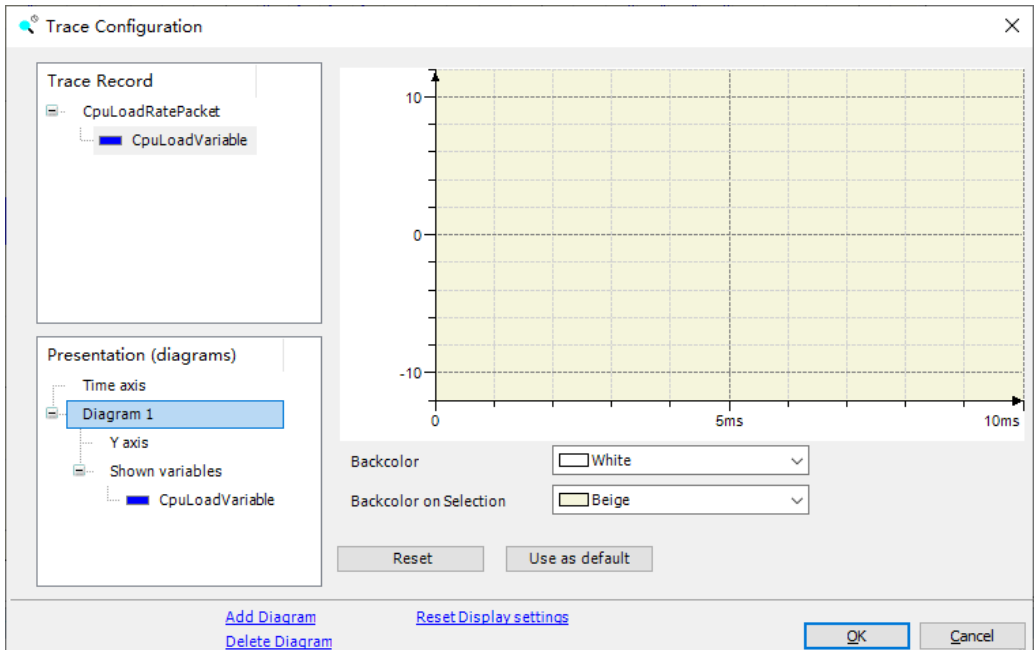 Trace Configuration
Trace Record
CpuLoadRatePacket
CpuLoadVariable
10
0
-10
0
5ms
10ms
Presentation (diagrams)
Time axis
Diagram 1
Y axis
Shown variables
CpuLoadVariable
Backcolor
White
Backcolor on Selection
Beige
Reset
Use as default
Add Diagram
Reset Display settings
Delete Diagram
OK
Cancel